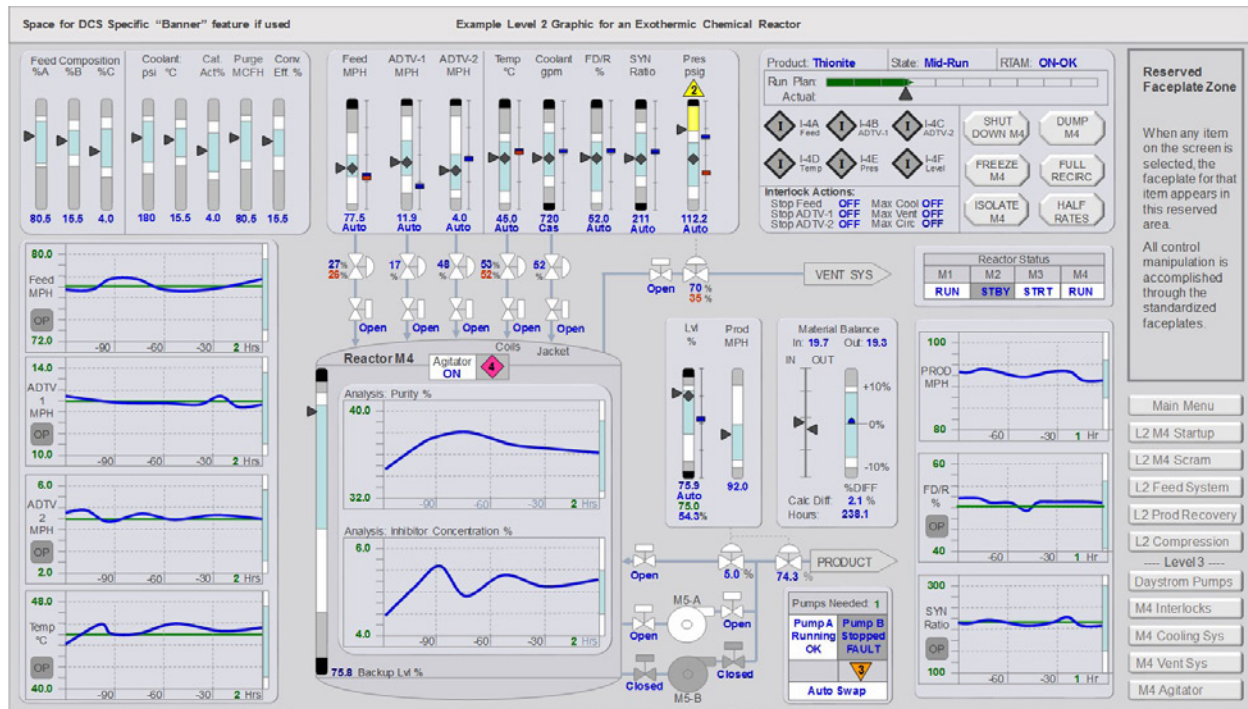 Space for DCS Specific “Banner” feature if used
Example Level 2 Graphic for an Exothermic Chemical Reactor
Feed Composition
%A %B %C
Coolant
psi °C
Cat.
Act%
Purge
MCFH
Conv.
Eff. %
80.5 15.5 4.0 180 15.5 4.0 80.5 15.5
Feed
MPH
ADTV-1
MPH
ADTV-2
MPH
Temp
°C
Coolant
gpm
FD/R
%
SYN
Ratio
Pres
psig
2
77.5
Auto
11.9
Auto
4.0
Auto
45.0
Auto
720
Cas
52.0
Auto
211
Auto
112.2
Auto
Product: Thionite
State: Mid-Run
RTAM: ON-OK
Run Plan:
Actual:
I I-4A
Feed
I I-4B
ADTV-1
I I-4C
ADTV-2
I I-4D
Temp
I I-4E
Pres
I I-4F
Level
SHUT
DOWN M4
DUMP
M4
FREEZE
M4
FULL
RECIRC
ISOLATE
M4
HALF
RATES
Interlock Actions:
Stop Feed OFF Max Cool OFF
Stop ADTV-1 OFF Max Vent OFF
Stop ADTV-2 OFF Max Circ OFF
Reserved
Faceplate Zone
When any item
on the screen is
selected, the
faceplate for that
item appears in
this reserved
area.
All control
manipulation is
accomplished
through the
standardized
faceplates.
80.0
Feed
MPH
OP
72.0
-90 -60 -30 2 Hrs
14.0
ADTV
1
MPH
OP
10.0
-90 -60 -30 2 Hrs
6.0
ADTV
2
MPH
OP
2.0
-90 -60 -30 2 Hrs
48.0
Temp
°C
OP
40.0
-90 -60 -30 2 Hrs
27%
26%
17
%
48
%
53%
52%
52
%
Open
70 %
35 %
VENT SYS
Open Open Open Open Open
Coils
Jacket
Reactor M4
Agitator
ON
4
Analysis: Purity %
40.0
32.0
-90 -60 -30 2 Hrs
Analysis: Inhibitor Concentration %
6.0
4.0
-90 -60 -30 2 Hrs
75.8 Backup Lvl %
Lvl
%
Prod
MPH
75.9
Auto
75.0
54.3%
92.0
Material Balance
In: 19.7 Out: 19.3
IN OUT
+10%
0%
-10%
%DIFF
Calc Diff: 2.1 %
Hours: 238.1
Reactor Status
M1 M2 M3 M4
RUN STBY STRT RUN
Open
5.0 %
74.3 %
PRODUCT
M5-A
Open
Open
Closed
Closed
M5-B
Pumps Needed: 1
Pump A
Running
OK
Pump B
Stopped
FAULT
3
Auto Swap
100
PROD
MPH
80
-60 -30 1 Hr
60
FD/R
%
OP
40
-60 -30 1 Hr
300
SYN
Ratio
OP
100
-60 -30 1 Hr
Main Menu
L2 M4 Startup
L2 M4 Scram
L2 Feed System
L2 Prod Recovery
L2 Compression
---- Level 3 ----
Daystrom Pumps
M4 Interlocks
M4 Cooling Sys
M4 Vent Sys
M4 Agitator